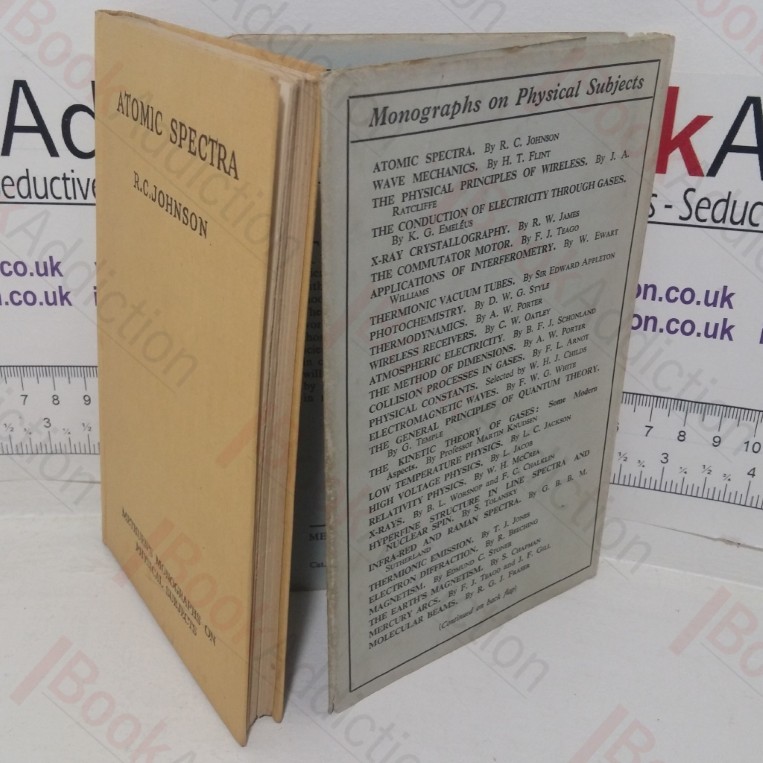 ATOMIC SPECTRA
R.C.JOHNSON
METHUEN'S MONOGRAPHS ON
PHYSICAL SUBJECTS
Monographs on Physical Subjects
ATOMIC SPECTRA. By R. C. JOHNSON
WAVE MECHANICS. By H. T. FLINT
THE PHYSICAL PRINCIPLES OF WIRELESS. By J. A.
RATCLIFFE
THE CONDUCTION OF ELECTRICITY THROUGH GASES.
By K. G. EMELÉUS
X-RAY CRYSTALLOGRAPHY. By R. W. JAMES
THE COMMUTATOR MOTOR. By F. J. TEAGO
APPLICATIONS OF INTERFEROMETRY. By W. EWART
WILLIAMS
THERMIONIC VACUUM TUBES. By SIR EDWARD APPLETON
PHOTOCHEMISTRY. By D. W. G. STYLE
THERMODYNAMICS. By A. W. PORTER
WIRELESS RECEIVERS. By C. W. OATLEY
ATMOSPHERIC ELECTRICITY. By B. F. J. SCHONLAND
THE METHOD OF DIMENSIONS. By A. W. PORTER
COLLISION PROCESSES IN GASES. By F. L. ARNOT
PHYSICAL CONSTANTS. Selected by W. H. J. CHILDS
ELECTROMAGNETIC WAVES. By F. W. G. WHITE
THE GENERAL PRINCIPLES OF QUANTUM THEORY.
By G. TEMPLE
THE KINETIC THEORY OF GASES: Some Modern
Aspects. By Professor MARTIN KNUDSEN
LOW TEMPERATURE PHYSICS. By L. C. JACKSON
HIGH VOLTAGE PHYSICS. By L. JACOB
RELATIVITY PHYSICS. By W. H. MCCREA
X-RAYS. By B. L. WORSNOP and F. C. CHALKLIN
HYPERFINE STRUCTURE IN LINE SPECTRA AND
NUCLEAR SPIN. By S. TOLANSKY
INFRA-RED AND RAMAN SPECTRA. By G. B. B. M.
SUTHERLAND
THERMIONIC EMISSION. By T. J. JONES
ELECTRON DIFFRACTION. By R. BEECHING
MAGNETISM. By EDMUND C. STONER
THE EARTH'S MAGNETISM. By S. CHAPMAN
MERCURY ARCS. By F. J. TEAGO and J. F. GILL
MOLECULAR BEAMS. By R. G. J. FRASER
(Continued on back flap)